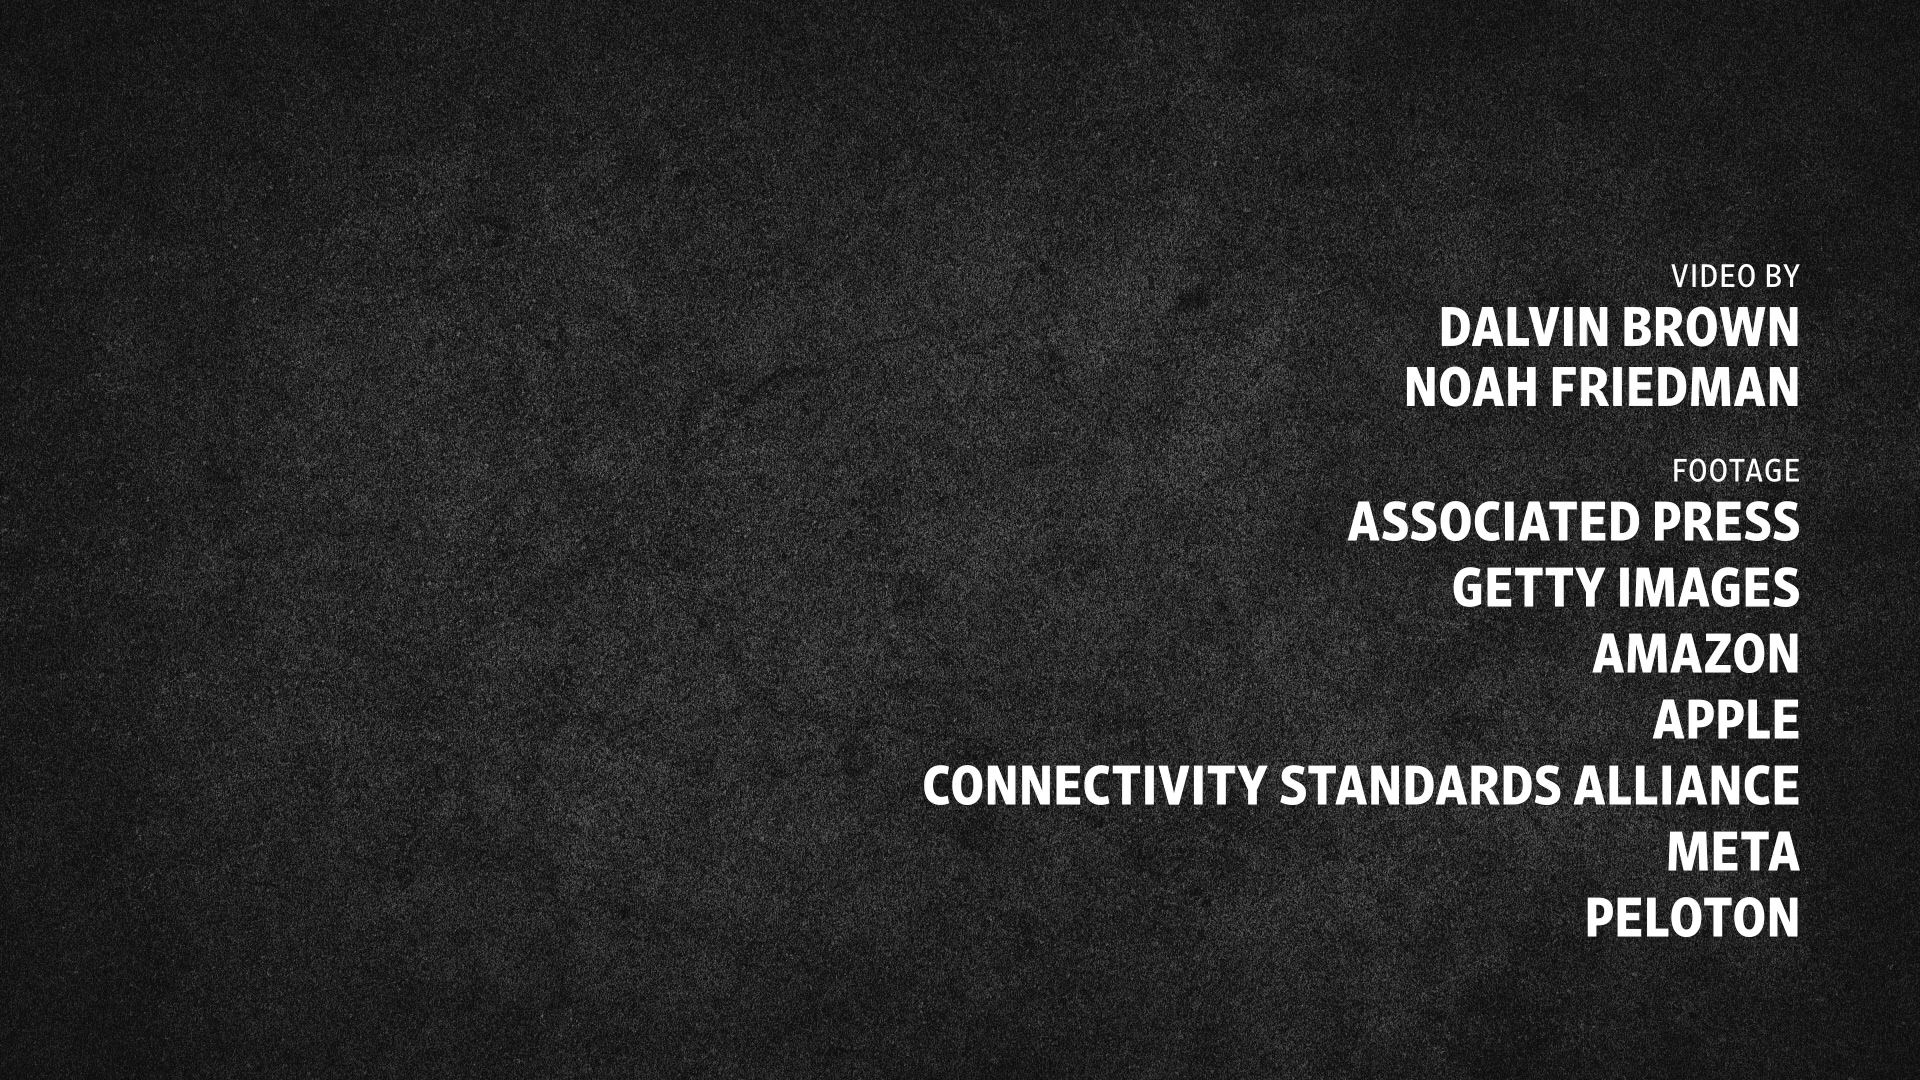 VIDEO BY
DALVIN BROWN
NOAH FRIEDMAN
FOOTAGE
ASSOCIATED PRESS
GETTY IMAGES
AMAZON
APPLE
CONNECTIVITY STANDARDS ALLIANCE
META
PELOTON